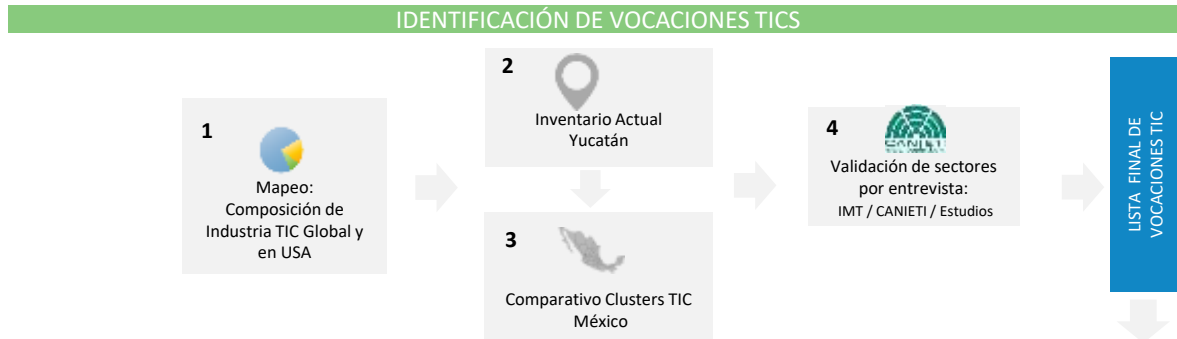 IDENTIFICACIÓN DE VOCACIONES TICS
1
Mapeo:
Composición de
Industria TIC Global y
en USA
2
Inventario Actual
Yucatán
3
Comparativo Clusters TIC
México
4
CANIETI
Validación de sectores
por entrevista:
IMT / CANIETI / Estudios
LISTA FINAL DE
VOCACIONES TIC